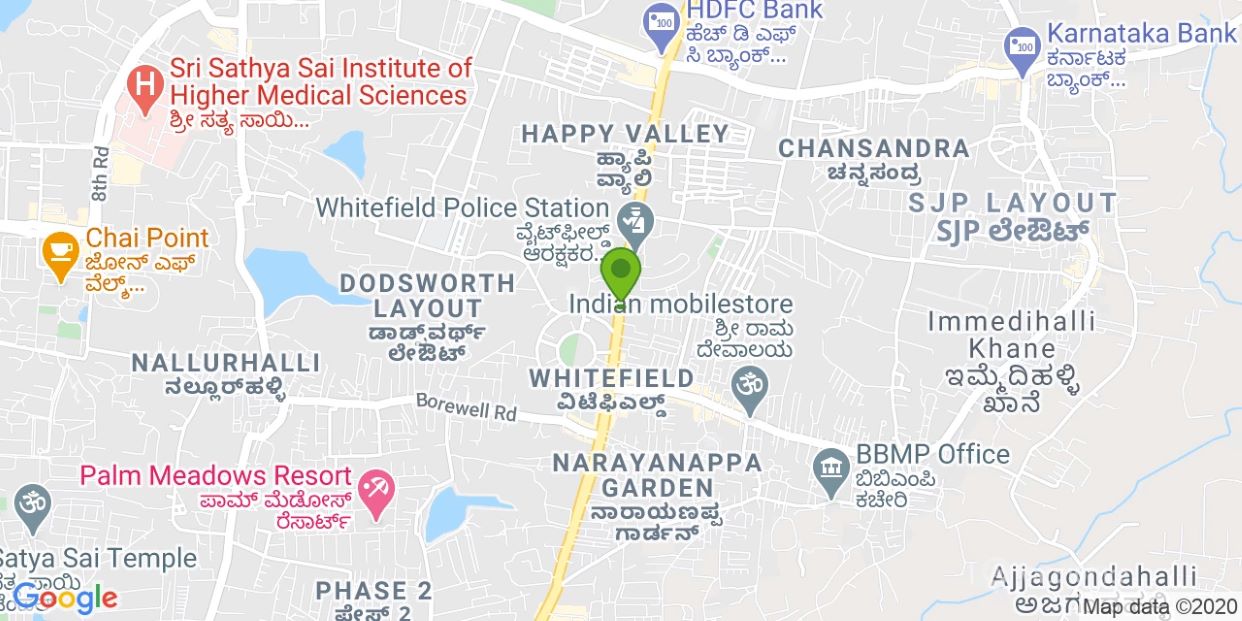 HDFC Bank
ಹೆಚ್ ಡಿ ಎಫ್
ಸಿ ಬ್ಯಾಂಕ್...
Karnataka Bank
ಕರ್ನಾಟಕ
ಬ್ಯಾಂಕ್...
Sri Sathya Sai Institute of
Higher Medical Sciences
ಶ್ರೀ ಸತ್ಯ ಸಾಯಿ...
8th Rd
HAPPY VALLEY
ಹ್ಯಾಪಿ
ವ್ಯಾಲಿ
CHANSANDRA
ಚನ್ನಸಂದ್ರ
SJP LAYOUT
SJP ಲೇಔಟ್
Whitefield Police Station
ವೈಟ್‌ಫೀಲ್ಡ್
ಆರಕ್ಷಕರ...
Chai Point
ಜೋನ್ ಎಫ್
ವೆಲ್ಕ್...
DODSWORTH
LAYOUT
ಡಾಡ್ಸ್‌ವರ್ಥ್
ಲೇಔಟ್
Indian mobilestore
ಶ್ರೀ ರಾಮ
ದೇವಾಲಯ
Immedihalli
Khane
ಇಮ್ಮೆದಿಹಳ್ಳಿ
ಖಾನೆ
NALLURHALLI
ನಲ್ಲೂರ್‌ಹಳ್ಳಿ
WHITEFIELD
ವಿಟೆಫಿಎಲ್ಡ್
Borewell Rd
NARAYANAPPA
GARDEN
ನಾರಾಯಣಪ್ಪ
ಗಾರ್ಡನ್
BBMP Office
ಬಿಬಿಎಂಪಿ
ಕಚೇರಿ
Palm Meadows Resort
ಪಾಮ್ ಮೆಡೋಸ್
ರೆಸಾರ್ಟ್
Satya Sai Temple
ಸಾಯಿ
Google
PHASE 2
ಫೇಸ್ 2
Ajjagondahalli
Map data ©2020